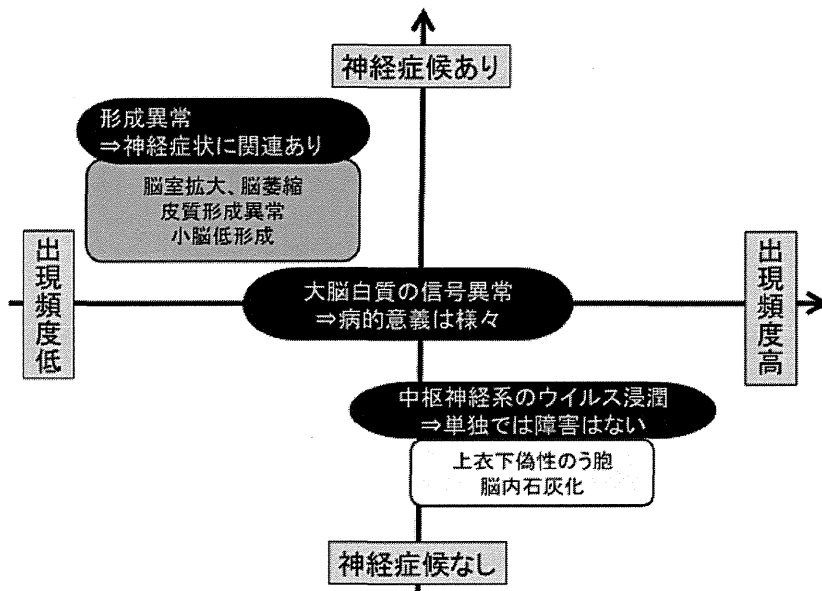 神経症候あり
形成異常
⇒神経症状に関連あり
脳室拡大、脳萎縮
皮質形成異常
小脳低形成
出現頻度低
大脳白質の信号異常
⇒病的意義は様々
出現頻度高
中枢神経系のウイルス浸潤
⇒単独では障害はない
上衣下偽性のう胞
脳内石灰化
神経症候なし